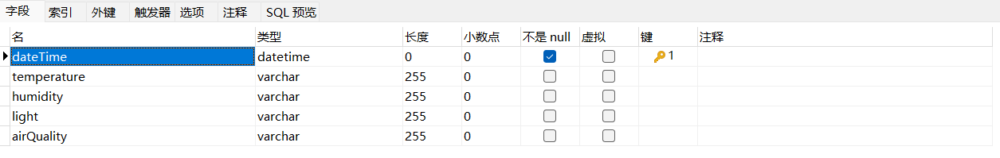 字段 索引 外键 触发器 选项 注释 SQL 预览
名 类型 长度 小数点 不是 null 虚拟 键 注释
dateTime datetime 0 0 1
temperature varchar 255 0
humidity varchar 255 0
light varchar 255 0
airQuality varchar 255 0